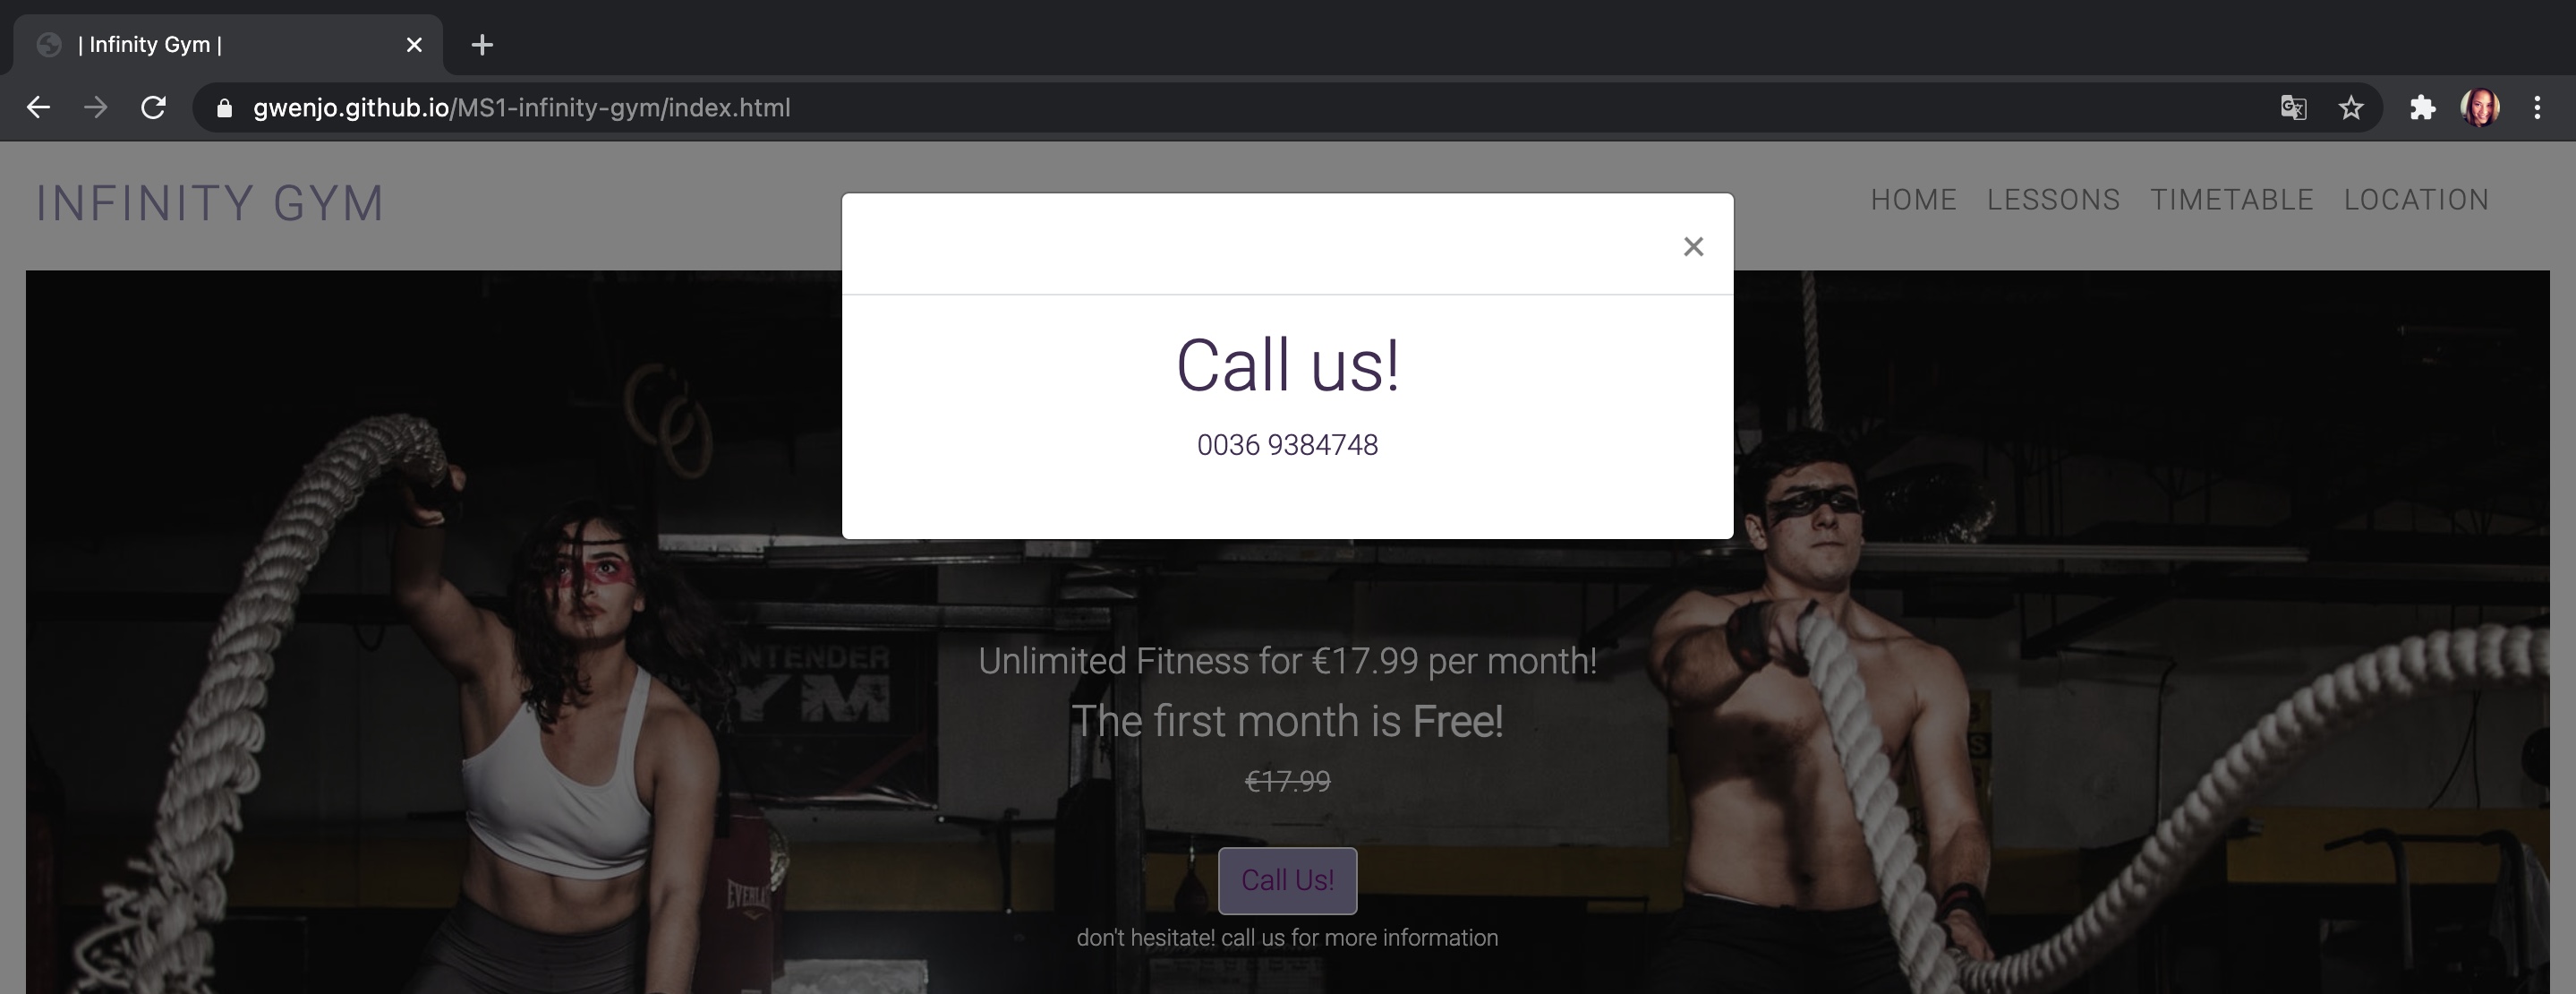 | Infinity Gym |
gwenjo.github.io/MS1-infinity-gym/index.html
INFINITY GYM
HOME LESSONS TIMETABLE LOCATION
Call us!
0036 9384748
NTENDER
YM
Unlimited Fitness for €17.99 per month!
The first month is Free!
€17.99
EVERLAS
Call Us!
don't hesitate! call us for more information